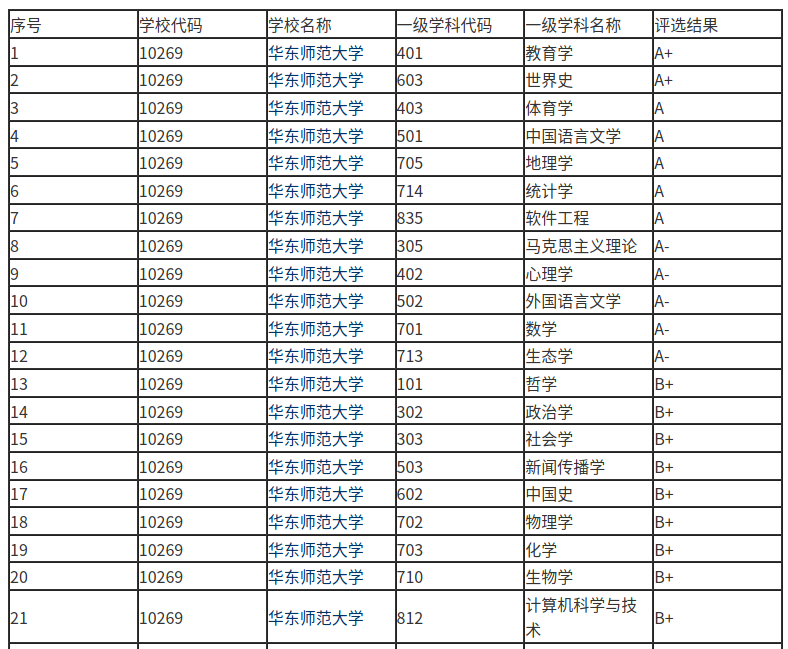 序号 学校代码 学校名称 一级学科代码 一级学科名称 评选结果
1 10269 华东师范大学 401 教育学 A+
2 10269 华东师范大学 603 世界史 A+
3 10269 华东师范大学 403 体育学 A
4 10269 华东师范大学 501 中国语言文学 A
5 10269 华东师范大学 705 地理学 A
6 10269 华东师范大学 714 统计学 A
7 10269 华东师范大学 835 软件工程 A
8 10269 华东师范大学 305 马克思主义理论 A-
9 10269 华东师范大学 402 心理学 A-
10 10269 华东师范大学 502 外国语言文学 A-
11 10269 华东师范大学 701 数学 A-
12 10269 华东师范大学 713 生态学 A-
13 10269 华东师范大学 101 哲学 B+
14 10269 华东师范大学 302 政治学 B+
15 10269 华东师范大学 303 社会学 B+
16 10269 华东师范大学 503 新闻传播学 B+
17 10269 华东师范大学 602 中国史 B+
18 10269 华东师范大学 702 物理学 B+
19 10269 华东师范大学 703 化学 B+
20 10269 华东师范大学 710 生物学 B+
21 10269 华东师范大学 812 计算机科学与技
术 B+